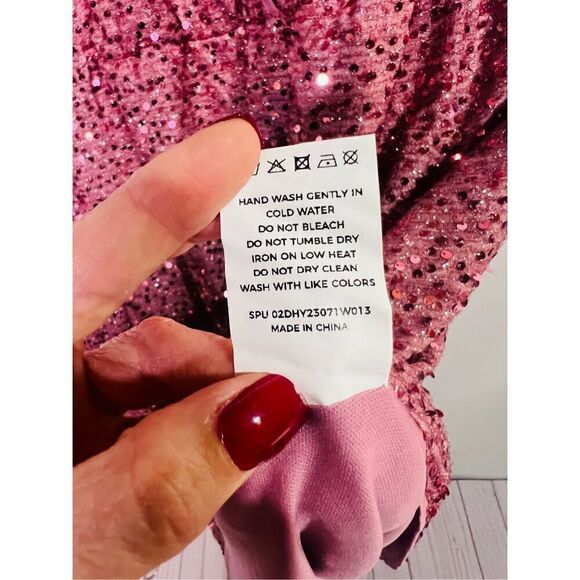 HAND WASH GENTLY IN
COLD WATER
DO NOT BLEACH
DO NOT TUMBLE DRY
IRON ON LOW HEAT
DO NOT DRY CLEAN
WASH WITH LIKE COLORS
SPU 02DHY23071W013
MADE IN CHINA